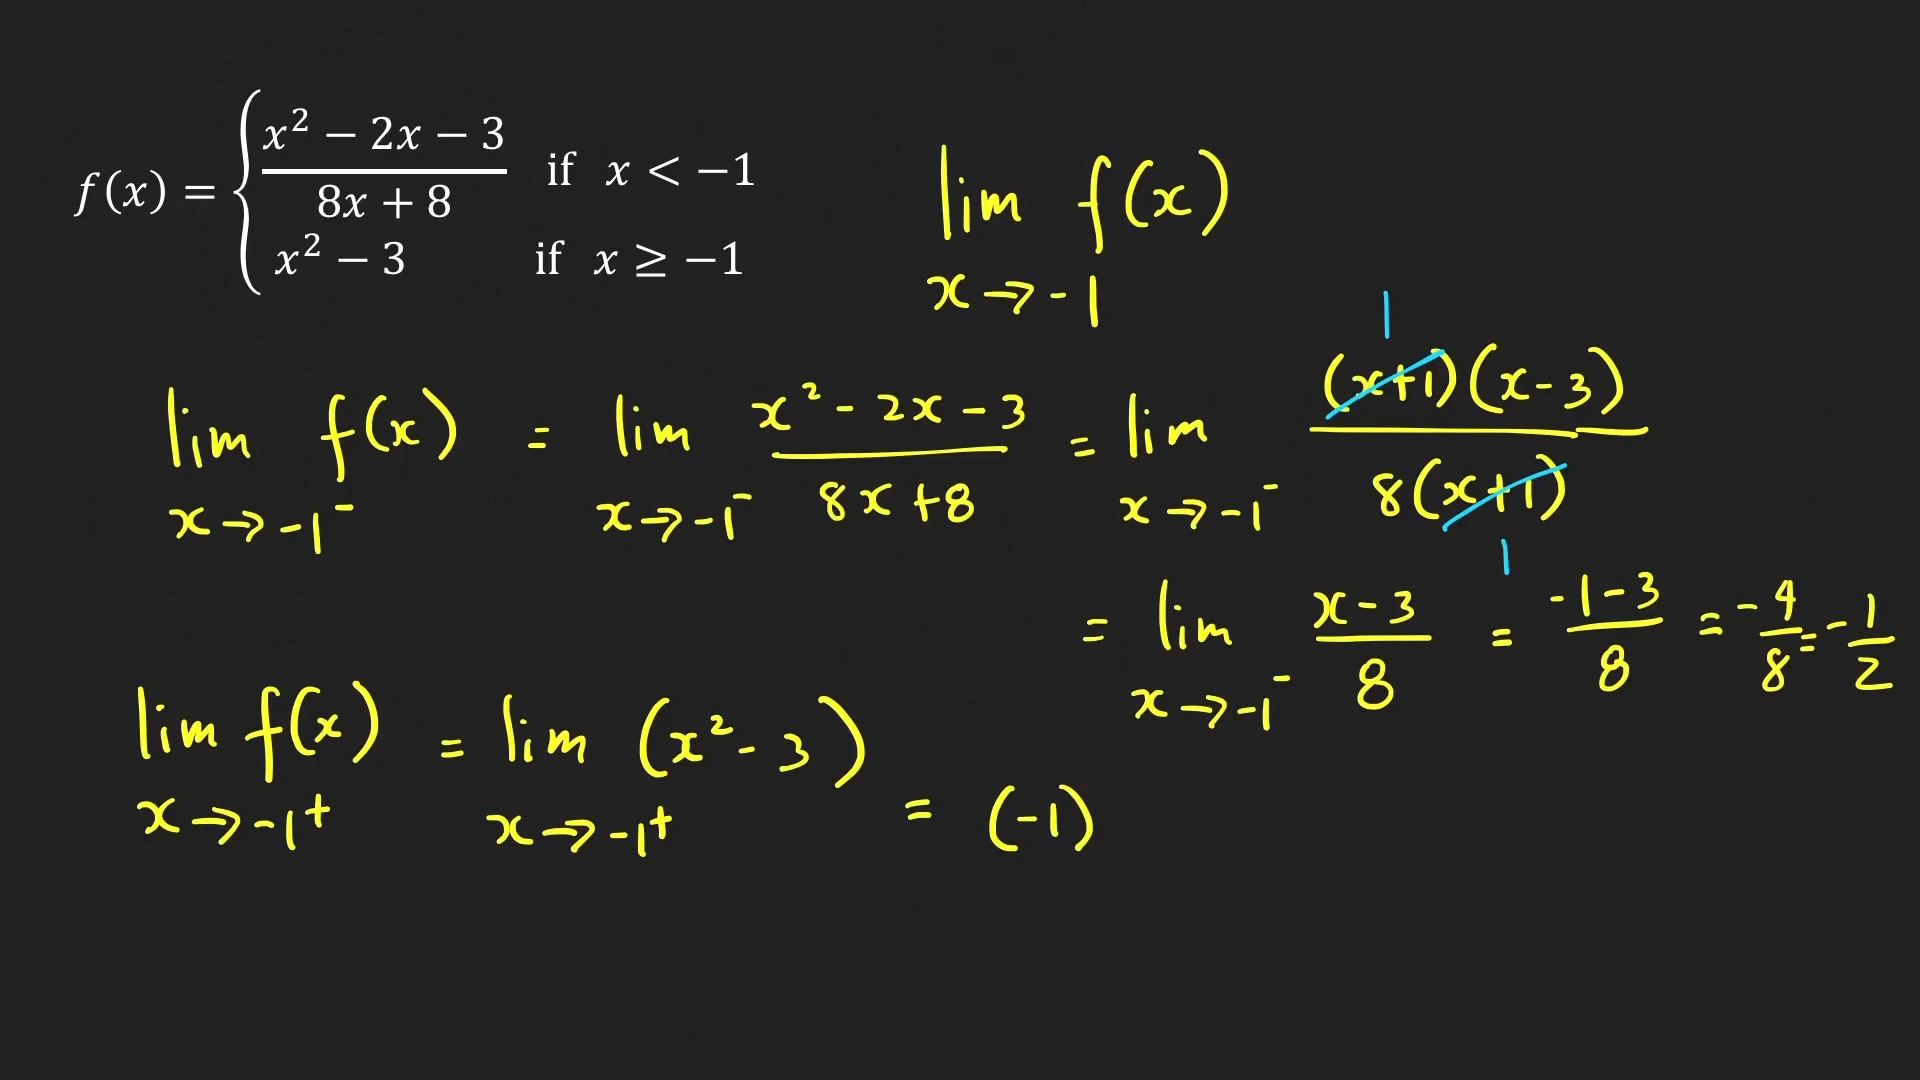 f(x) = { (x² − 2x − 3)/(8x + 8) if x < −1
x² − 3 if x ≥ −1
lim f(x)
x → -1
lim f(x) = lim (x² - 2x - 3)/(8x + 8) = lim ((x+1)(x-3))/(8(x+1))
x → -1⁻ x → -1⁻ x → -1⁻
1
1
= lim (x - 3)/8 = (-1-3)/8 = -4/8 = -1/2
x → -1⁻
lim f(x) = lim (x² - 3) = (-1)
x → -1⁺ x → -1⁺